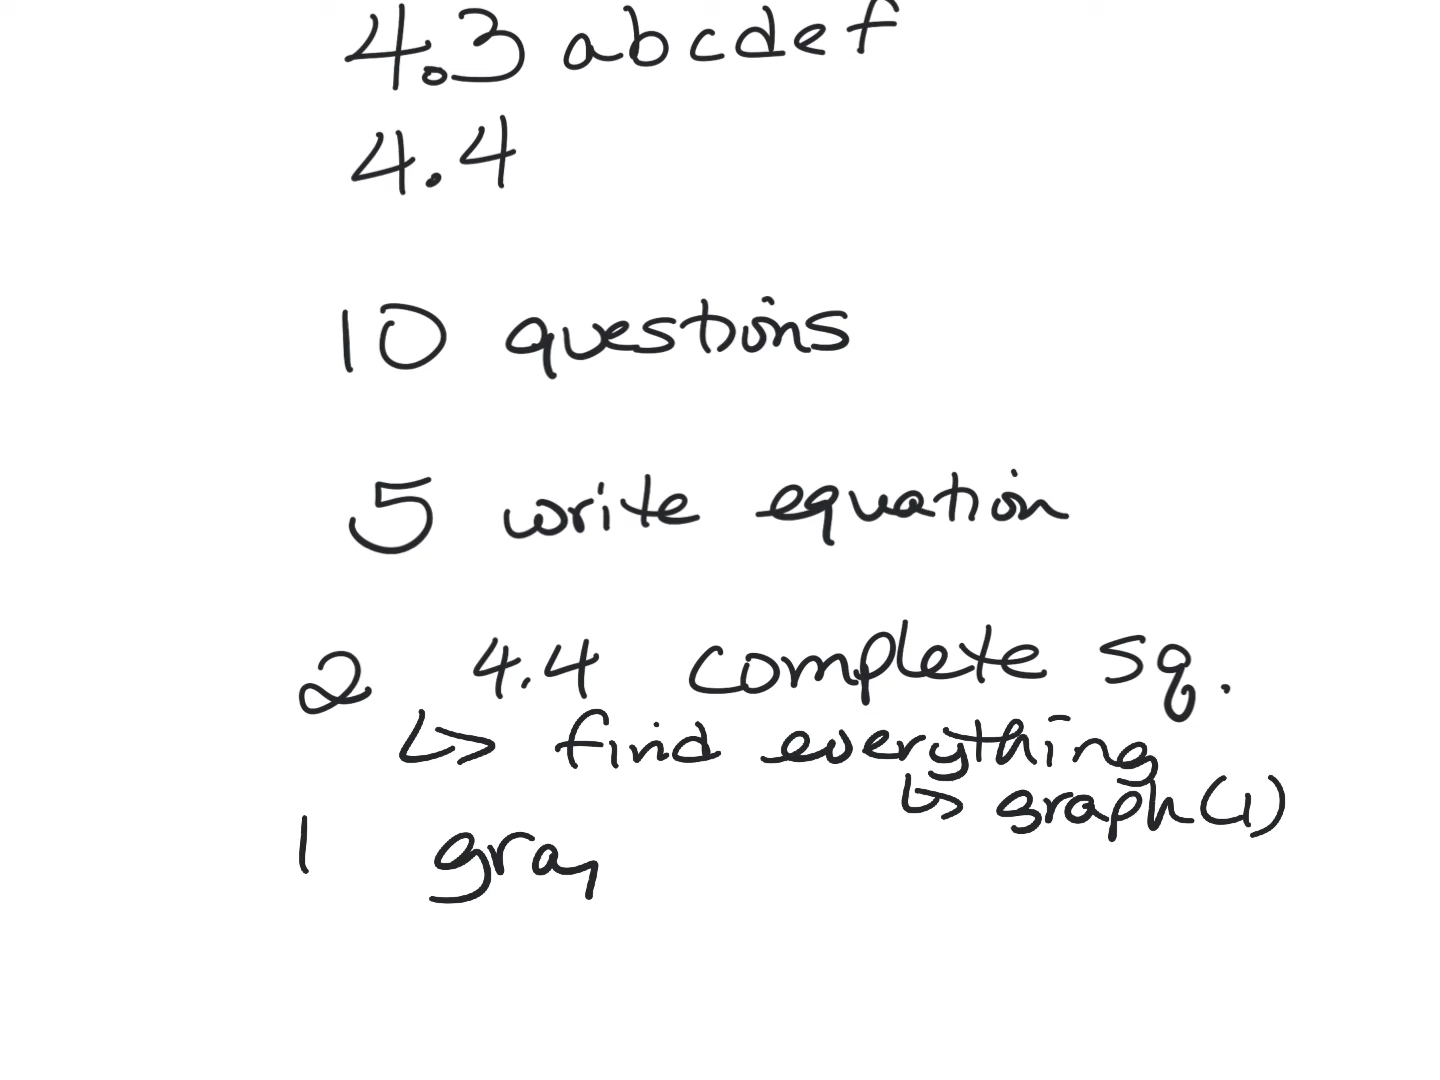 4.3 abcdef
4.4
10 questions
5 write equation
2 4.4 complete sq.
↳ find everything
↳ graph (1)
1 gra